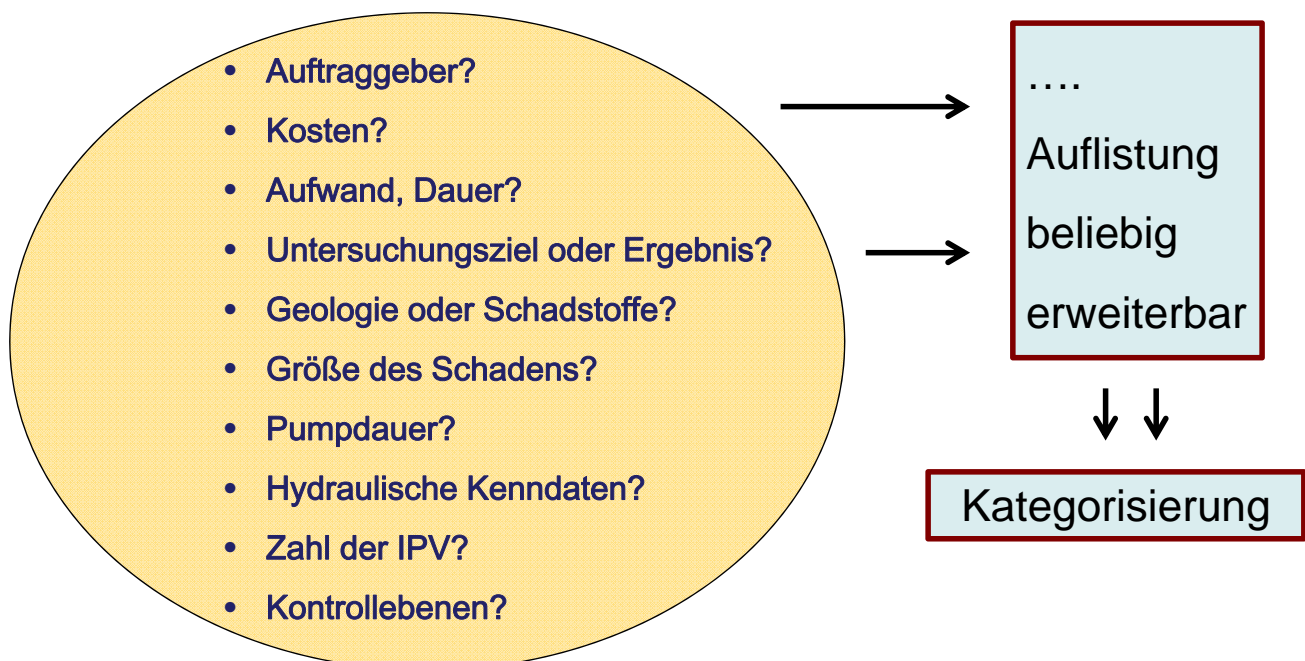 • Auftraggeber?
• Kosten?
• Aufwand, Dauer?
• Untersuchungsziel oder Ergebnis?
• Geologie oder Schadstoffe?
• Größe des Schadens?
• Pumpdauer?
• Hydraulische Kenndaten?
• Zahl der IPV?
• Kontrollebenen?
….
Auflistung
beliebig
erweiterbar
Kategorisierung